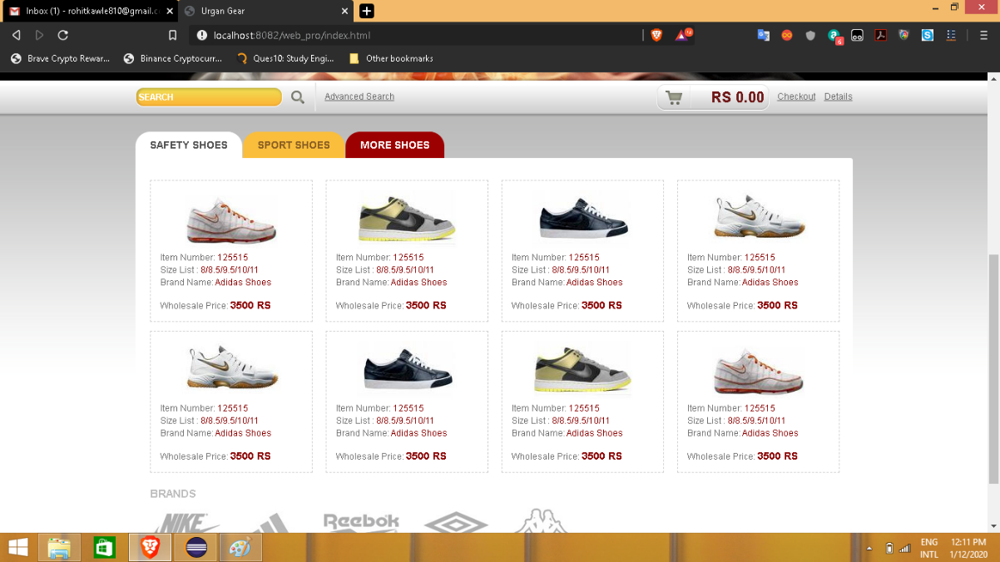 Inbox (1) - rohitkawle810@gmail.c
Urgan Gear
localhost:8082/web_pro/index.html
Brave Crypto Rewar...
Binance Cryptocurr...
Ques10: Study Engi...
Other bookmarks
SEARCH
Advanced Search
RS 0.00
Checkout
Details
SAFETY SHOES
SPORT SHOES
MORE SHOES
Item Number: 125515
Size List : 8/8.5/9.5/10/11
Brand Name: Adidas Shoes
Wholesale Price: 3500 RS
Item Number: 125515
Size List : 8/8.5/9.5/10/11
Brand Name: Adidas Shoes
Wholesale Price: 3500 RS
Item Number: 125515
Size List : 8/8.5/9.5/10/11
Brand Name: Adidas Shoes
Wholesale Price: 3500 RS
Item Number: 125515
Size List : 8/8.5/9.5/10/11
Brand Name: Adidas Shoes
Wholesale Price: 3500 RS
Item Number: 125515
Size List : 8/8.5/9.5/10/11
Brand Name: Adidas Shoes
Wholesale Price: 3500 RS
Item Number: 125515
Size List : 8/8.5/9.5/10/11
Brand Name: Adidas Shoes
Wholesale Price: 3500 RS
Item Number: 125515
Size List : 8/8.5/9.5/10/11
Brand Name: Adidas Shoes
Wholesale Price: 3500 RS
Item Number: 125515
Size List : 8/8.5/9.5/10/11
Brand Name: Adidas Shoes
Wholesale Price: 3500 RS
BRANDS
NIKE
Reebok
ENG
INTL
12:11 PM
1/12/2020